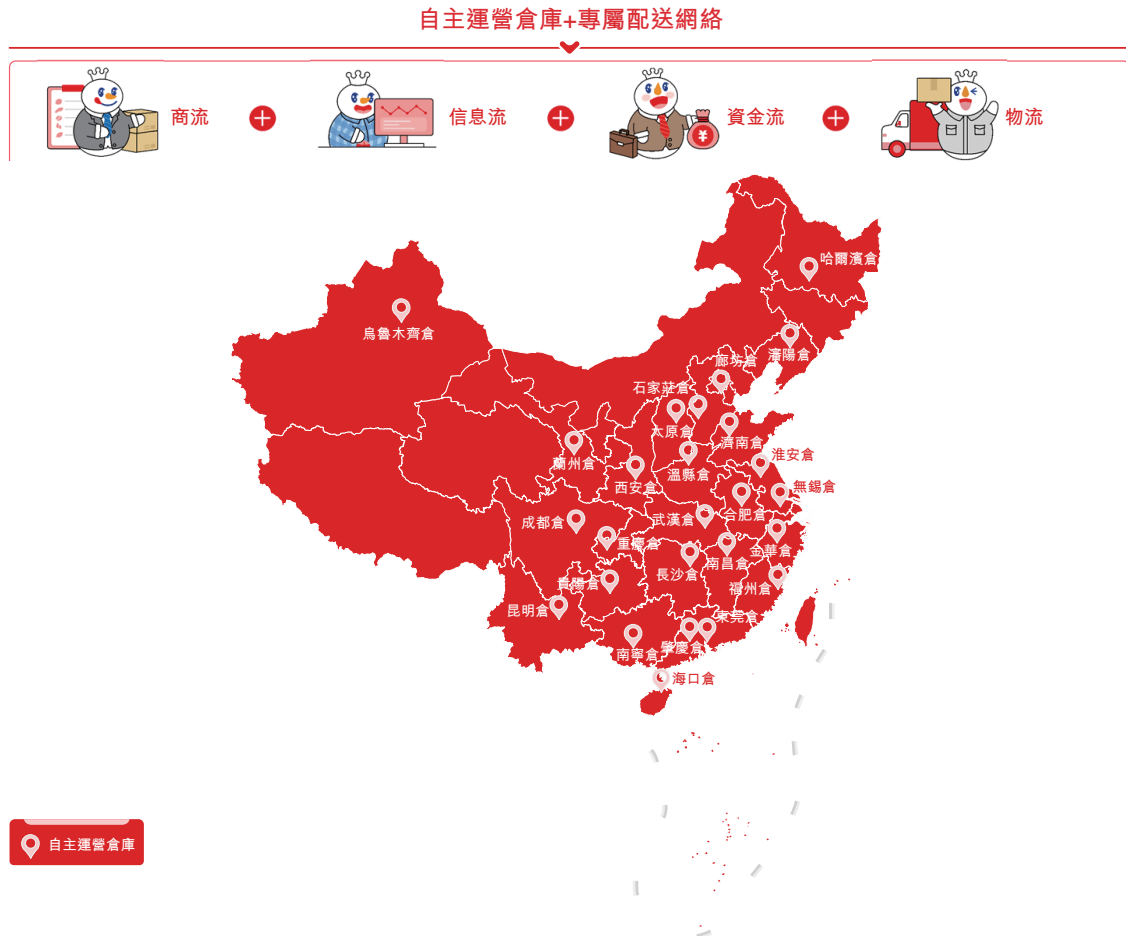 自主運營倉庫+專屬配送網絡
商流
信息流
資金流
¥
物流
哈爾濱倉
烏魯木齊倉
瀋陽倉
廊坊倉
石家莊倉
太原倉
濟南倉
淮安倉
蘭州倉
溫縣倉
西安倉
無錫倉
合肥倉
武漢倉
成都倉
重慶倉
金華倉
南昌倉
長沙倉
貴陽倉
福州倉
昆明倉
東莞倉
肇慶倉
南寧倉
海口倉
自主運營倉庫